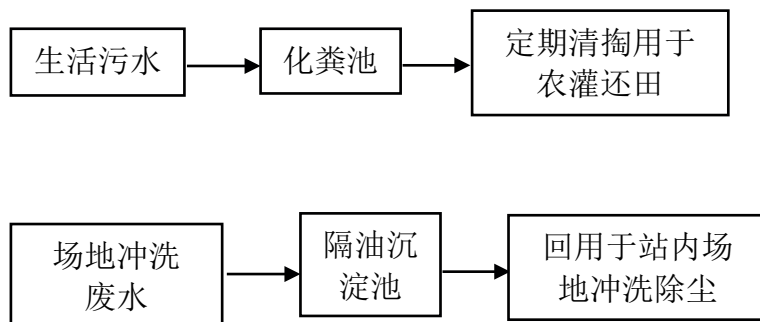 生活污水
化粪池
定期清掏用于
农灌还田
场地冲洗
废水
隔油沉
淀池
回用于站内场
地冲洗除尘